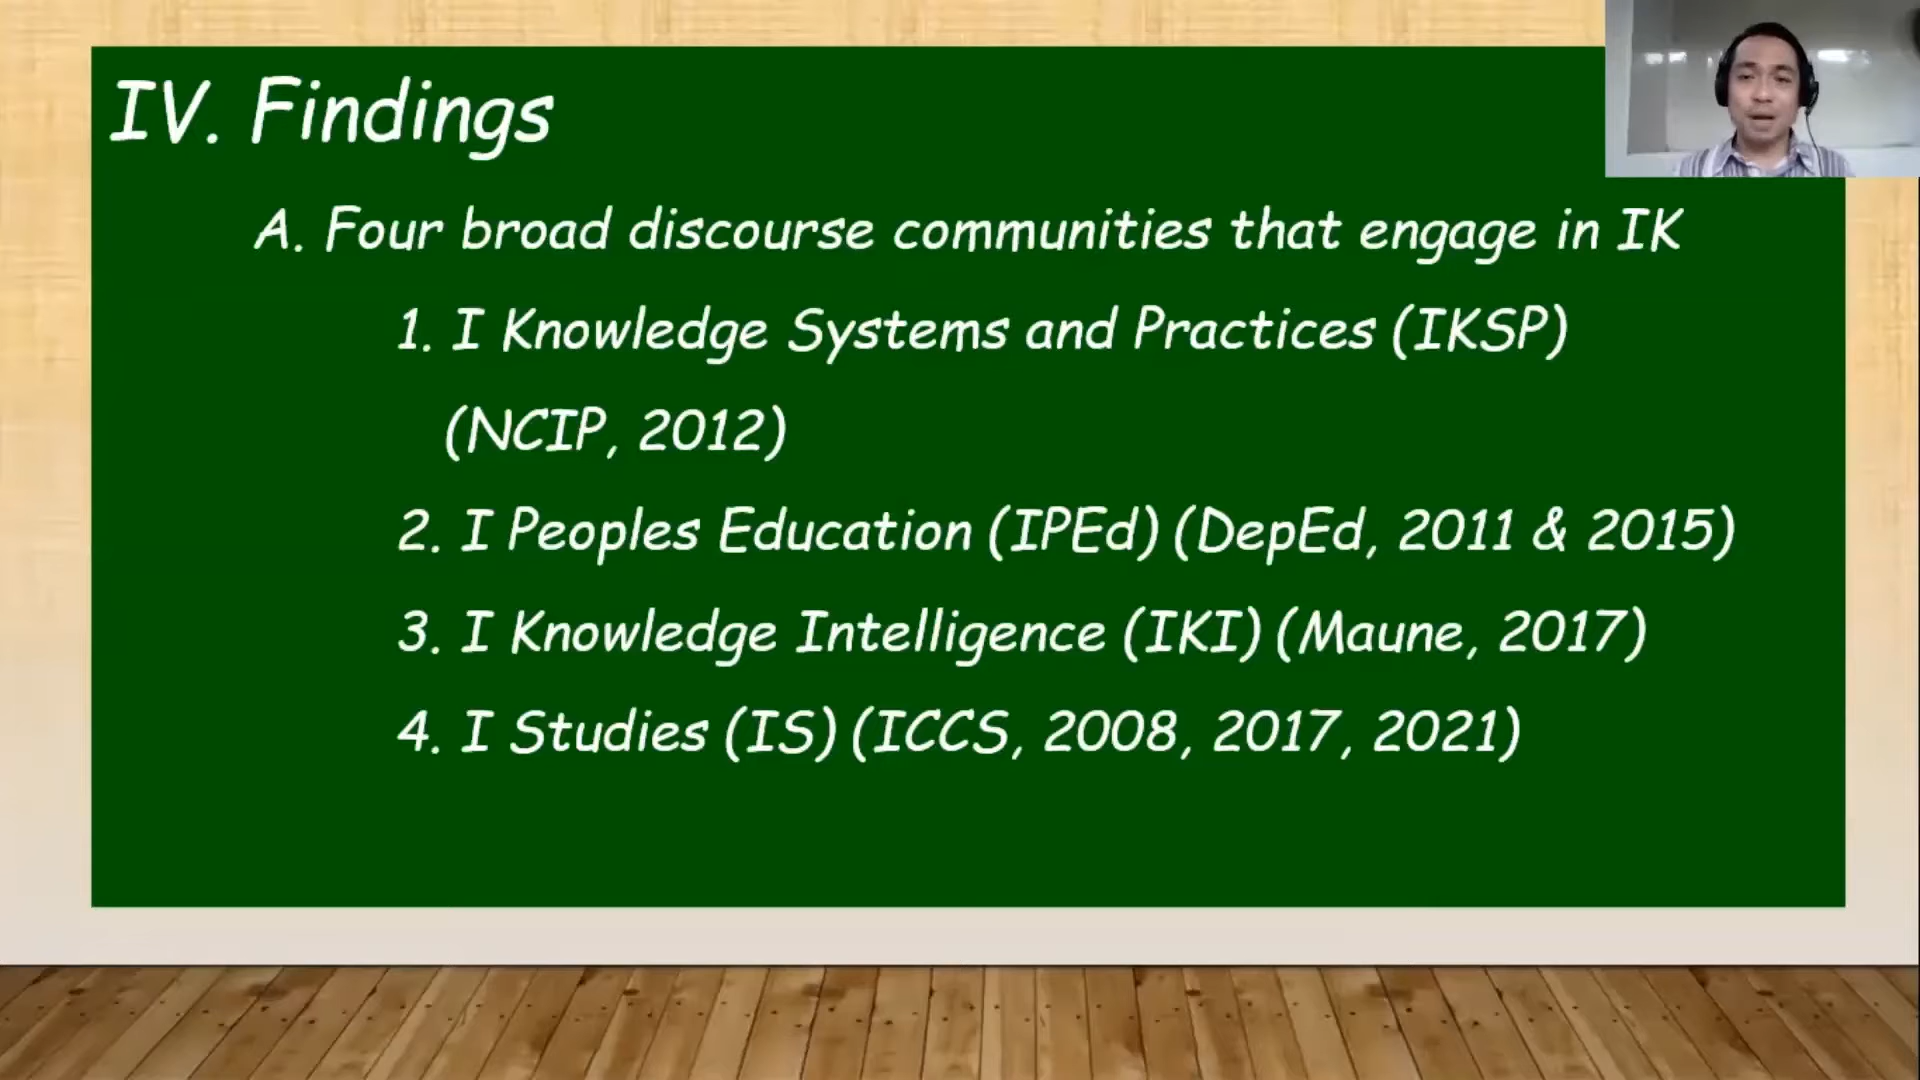 IV. Findings
A. Four broad discourse communities that engage in IK
1. I Knowledge Systems and Practices (IKSP)
(NCIP, 2012)
2. I Peoples Education (IPEd) (DepEd, 2011 & 2015)
3. I Knowledge Intelligence (IKI) (Maune, 2017)
4. I Studies (IS) (ICCS, 2008, 2017, 2021)